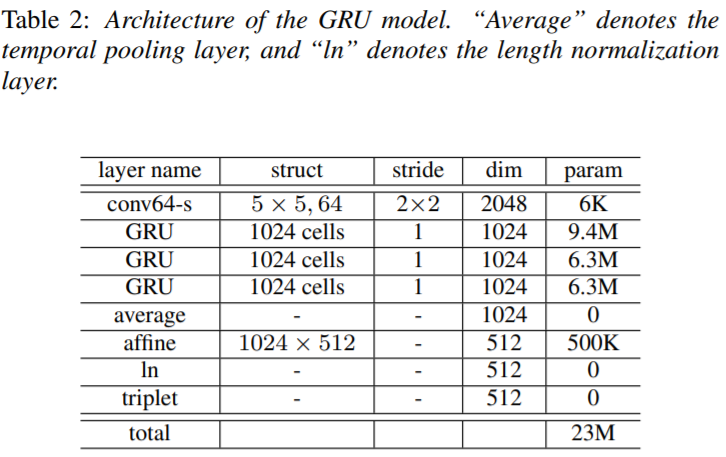 Table 2: Architecture of the GRU model. “Average” denotes the
temporal pooling layer, and “ln” denotes the length normalization
layer.
layer name struct stride dim param
conv64-s 5 × 5, 64 2×2 2048 6K
GRU 1024 cells 1 1024 9.4M
GRU 1024 cells 1 1024 6.3M
GRU 1024 cells 1 1024 6.3M
average - - 1024 0
affine 1024 × 512 - 512 500K
ln - - 512 0
triplet - - 512 0
total 23M